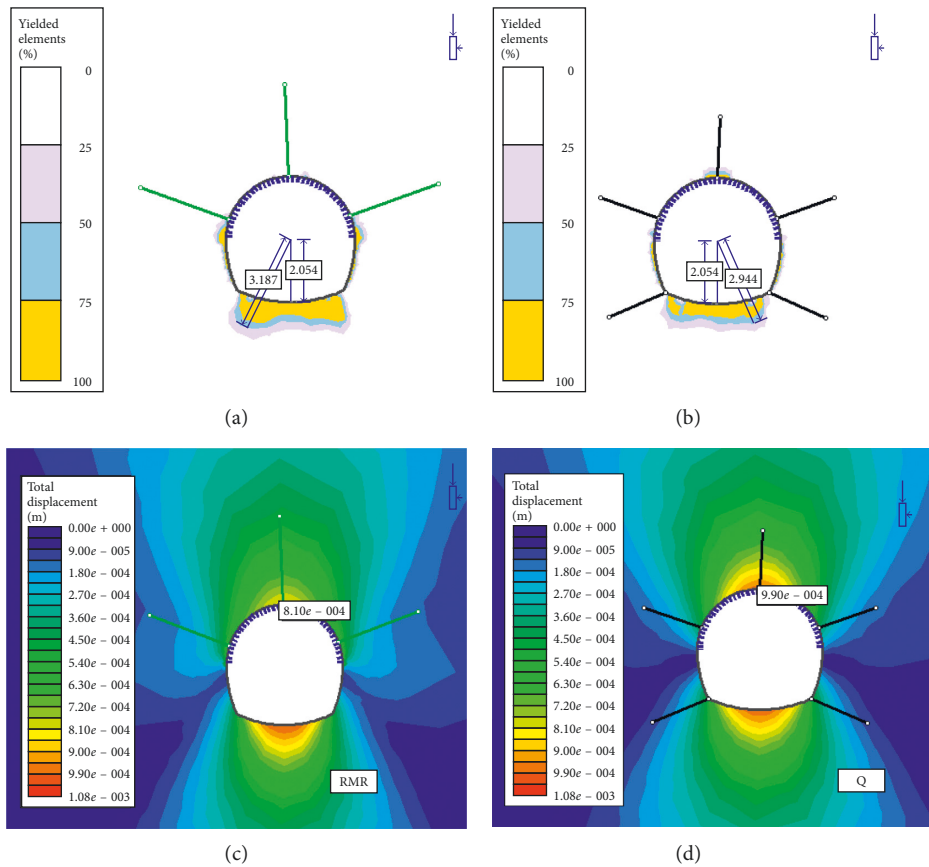 Yielded
elements
(%)
0
25
50
75
100
3.187
2.054
(a)
Yielded
elements
(%)
0
25
50
75
100
2.054
2.944
(b)
Total
displacement
(m)
0.00e + 000
9.00e – 005
1.80e – 004
2.70e – 004
3.60e – 004
4.50e – 004
5.40e – 004
6.30e – 004
7.20e – 004
8.10e – 004
9.00e – 004
9.90e – 004
1.08e – 003
8.10e – 004
RMR
(c)
Total
displacement
(m)
0.00e + 000
9.00e – 005
1.80e – 004
2.70e – 004
3.60e – 004
4.50e – 004
5.40e – 004
6.30e – 004
7.20e – 004
8.10e – 004
9.00e – 004
9.90e – 004
1.08e – 003
9.90e – 004
Q
(d)